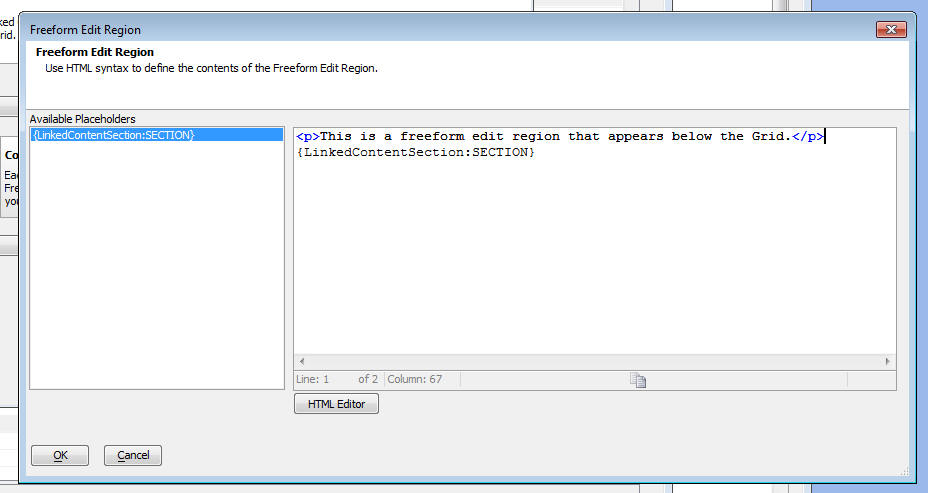 Freeform Edit Region
Freeform Edit Region
Use HTML syntax to define the contents of the Freeform Edit Region.
Available Placeholders
{LinkedContentSection:SECTION}
<p>This is a freeform edit region that appears below the Grid.</p>
{LinkedContentSection:SECTION}
Line: 1 of 2 Column: 67
HTML Editor
OK Cancel
ked
rid.
Co
Ea
Fre
yo